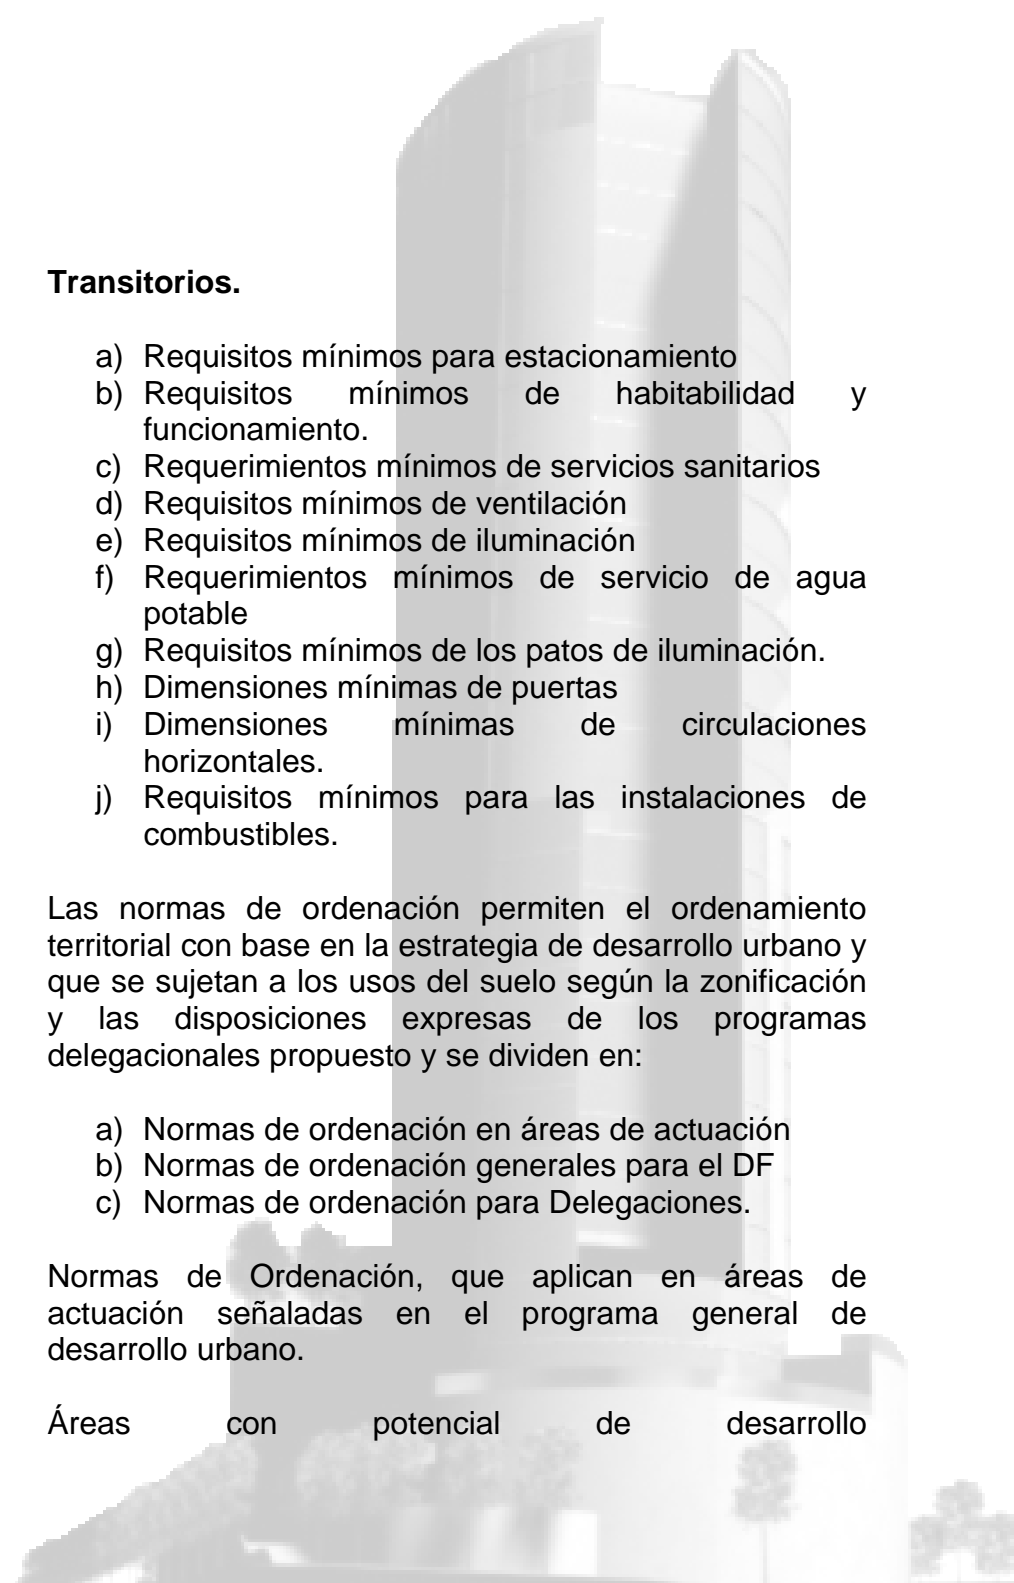 Transitorios.
a) Requisitos mínimos para estacionamiento
b) Requisitos mínimos de habitabilidad y
funcionamiento.
c) Requerimientos mínimos de servicios sanitarios
d) Requisitos mínimos de ventilación
e) Requisitos mínimos de iluminación
f) Requerimientos mínimos de servicio de agua
potable
g) Requisitos mínimos de los patos de iluminación.
h) Dimensiones mínimas de puertas
i) Dimensiones mínimas de circulaciones
horizontales.
j) Requisitos mínimos para las instalaciones de
combustibles.
Las normas de ordenación permiten el ordenamiento
territorial con base en la estrategia de desarrollo urbano y
que se sujetan a los usos del suelo según la zonificación
y las disposiciones expresas de los programas
delegacionales propuesto y se dividen en:
a) Normas de ordenación en áreas de actuación
b) Normas de ordenación generales para el DF
c) Normas de ordenación para Delegaciones.
Normas de Ordenación, que aplican en áreas de
actuación señaladas en el programa general de
desarrollo urbano.
Áreas con potencial de desarrollo